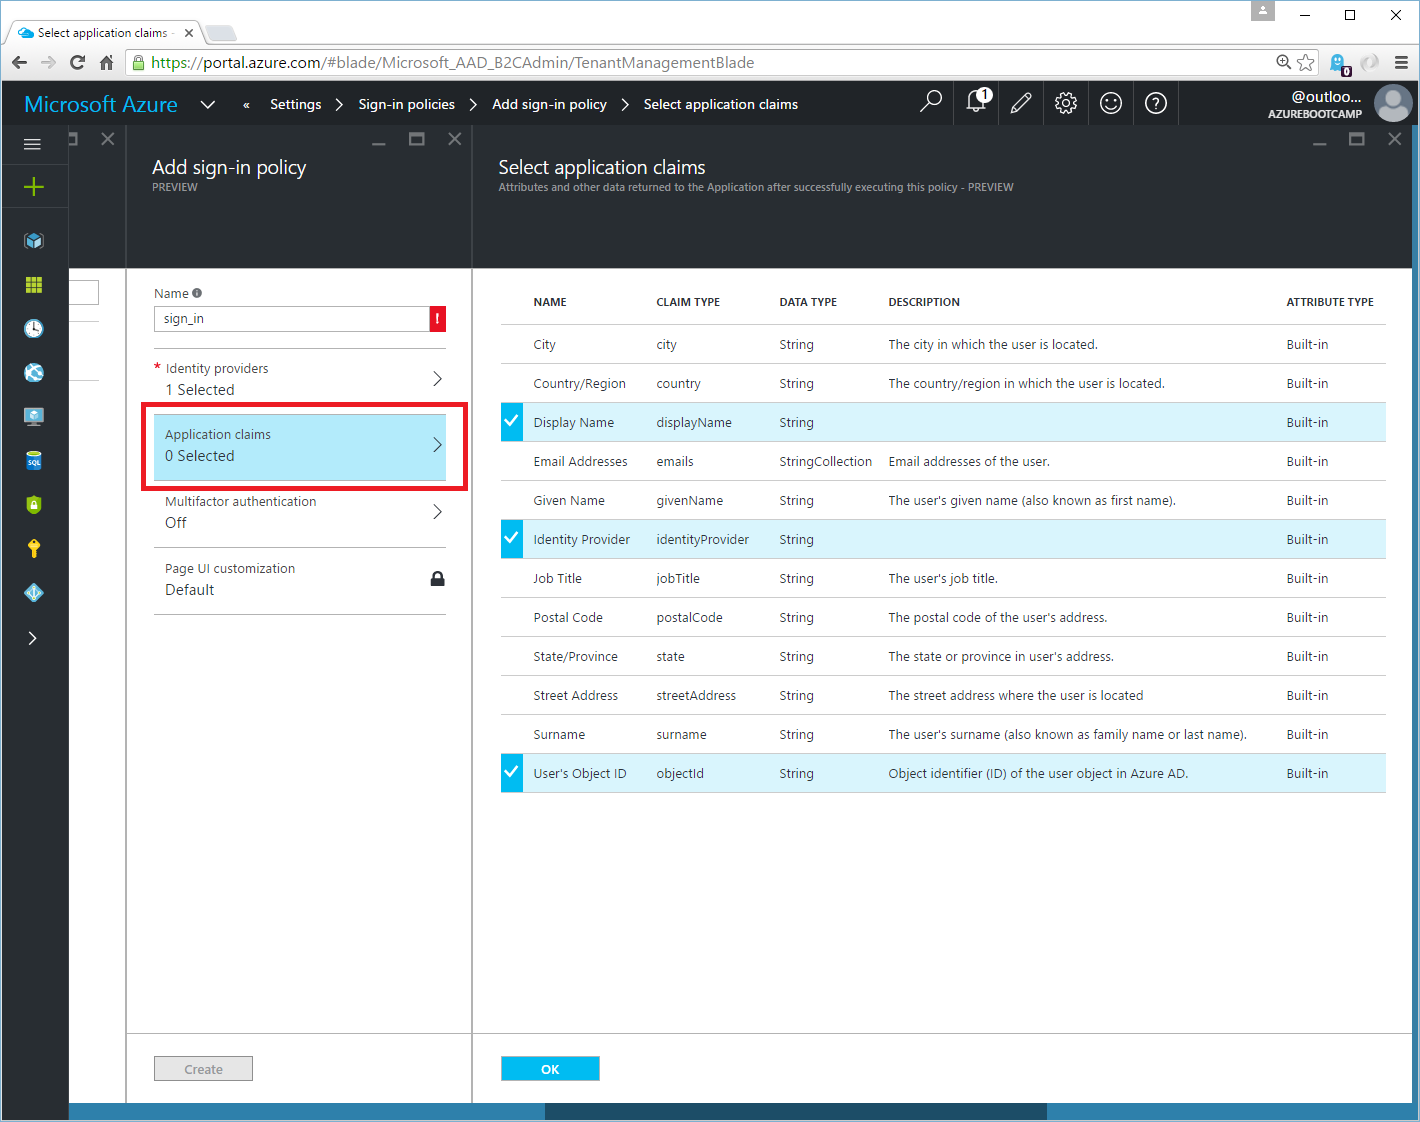 Select application claims -
https://portal.azure.com/#blade/Microsoft_AAD_B2CAdmin/TenantManagementBlade
0
Microsoft Azure « Settings > Sign-in policies > Add sign-in policy > Select application claims
1
@outloo...
AZUREBOOTCAMP
Add sign-in policy
PREVIEW
Name
sign_in
!
* Identity providers
1 Selected
Application claims
0 Selected
Multifactor authentication
Off
Page UI customization
Default
Create
SQL
Select application claims
Attributes and other data returned to the Application after successfully executing this policy - PREVIEW
NAME CLAIM TYPE DATA TYPE DESCRIPTION ATTRIBUTE TYPE
City city String The city in which the user is located. Built-in
Country/Region country String The country/region in which the user is located. Built-in
Display Name displayName String Built-in
Email Addresses emails StringCollection Email addresses of the user. Built-in
Given Name givenName String The user's given name (also known as first name). Built-in
Identity Provider identityProvider String Built-in
Job Title jobTitle String The user's job title. Built-in
Postal Code postalCode String The postal code of the user's address. Built-in
State/Province state String The state or province in user's address. Built-in
Street Address streetAddress String The street address where the user is located Built-in
Surname surname String The user's surname (also known as family name or last name). Built-in
User's Object ID objectId String Object identifier (ID) of the user object in Azure AD. Built-in
OK